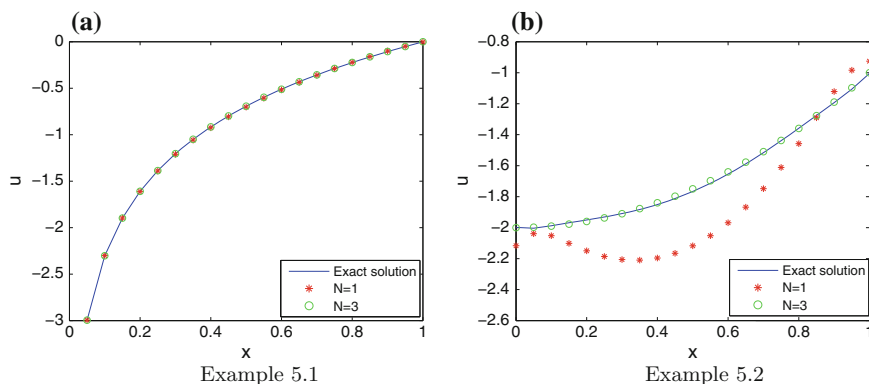 (a)
0
−0.5
−1
−1.5
−2
−2.5
−3
u
0
0.2
0.4
0.6
0.8
1
x
Exact solution
N=1
N=3
Example 5.1
(b)
−0.8
−1
−1.2
−1.4
−1.6
−1.8
−2
−2.2
−2.4
−2.6
u
0
0.2
0.4
0.6
0.8
1
x
Exact solution
N=1
N=3
Example 5.2